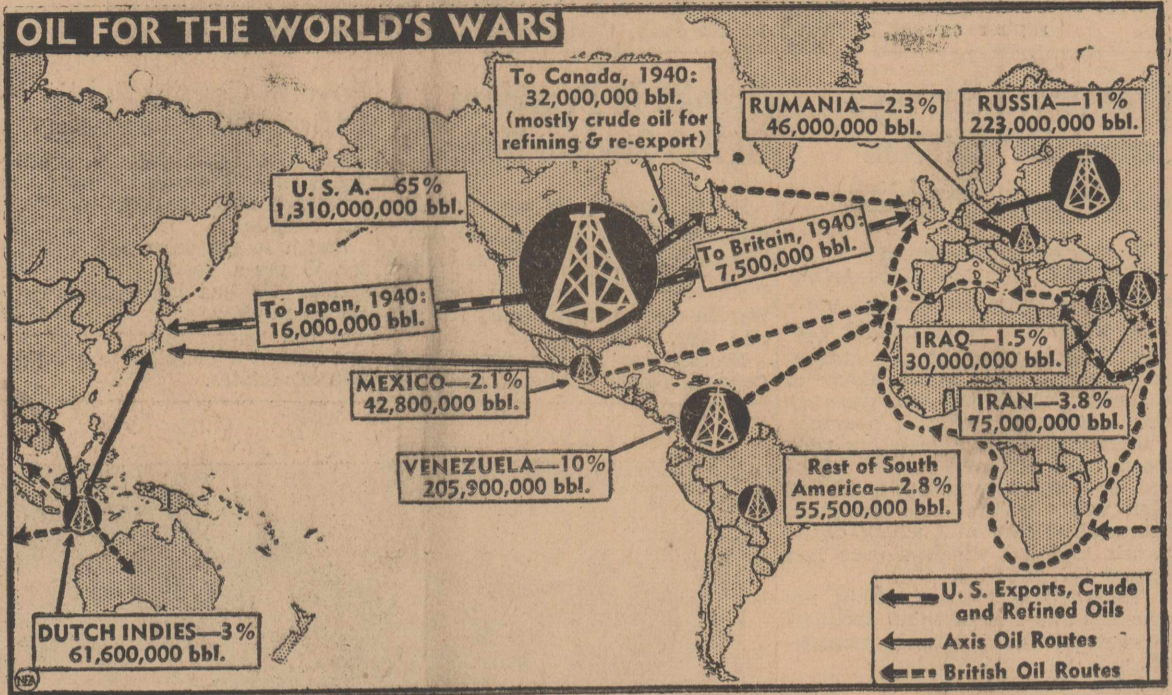 OIL FOR THE WORLD'S WARS
To Canada, 1940:
32,000,000 bbl.
(mostly crude oil for
refining & re-export)
RUMANIA—2.3%
46,000,000 bbl.
RUSSIA—11%
223,000,000 bbl.
U. S. A.—65%
1,310,000,000 bbl.
To Britain, 1940:
7,500,000 bbl.
To Japan, 1940:
16,000,000 bbl.
IRAQ—1.5%
30,000,000 bbl.
MEXICO—2.1%
42,800,000 bbl.
IRAN—3.8%
75,000,000 bbl.
VENEZUELA—10%
205,900,000 bbl.
Rest of South
America—2.8%
55,500,000 bbl.
DUTCH INDIES—3%
61,600,000 bbl.
U. S. Exports, Crude
and Refined Oils
Axis Oil Routes
British Oil Routes
NEA